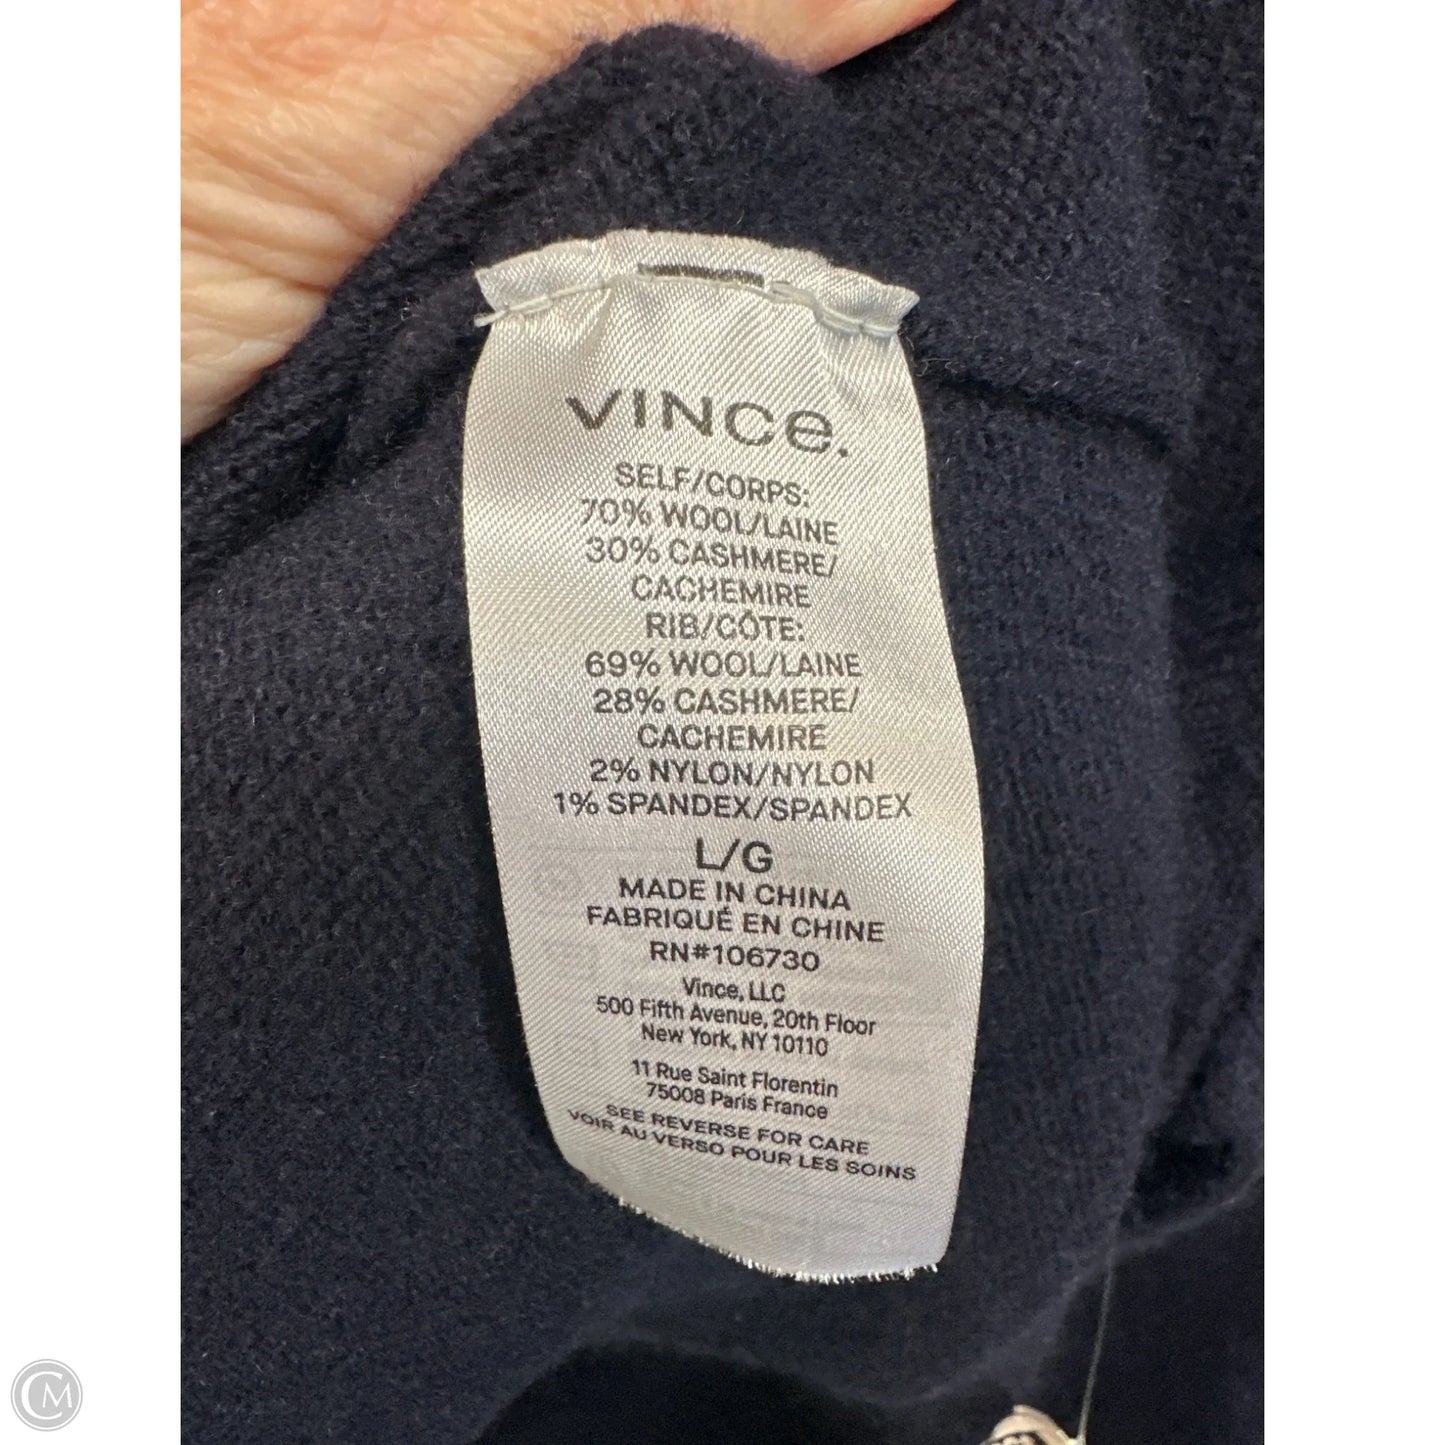 VINCe.
SELF/CORPS:
70% WOOL/LAINE
30% CASHMERE/
CACHEMIRE
RIB/CÔTE:
69% WOOL/LAINE
28% CASHMERE/
CACHEMIRE
2% NYLON/NYLON
1% SPANDEX/SPANDEX
L/G
MADE IN CHINA
FABRIQUÉ EN CHINE
RN#106730
Vince, LLC
500 Fifth Avenue, 20th Floor
New York, NY 10110
11 Rue Saint Florentin
75008 Paris France
SEE REVERSE FOR CARE
VOIR AU VERSO POUR LES SOINS
CM